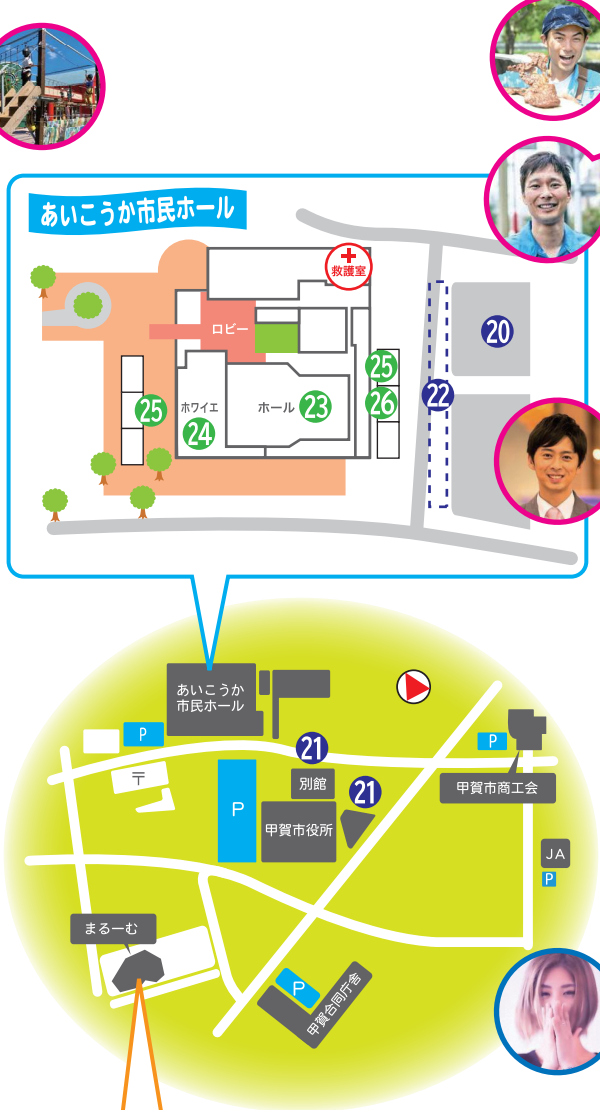 あいこうか市民ホール
救護室
ロビー
20
25
22
26
ホワイエ
ホール
23
25
24
あいこうか
市民ホール
P
P
21
〒
別館
21
甲賀市商工会
P
甲賀市役所
JA
P
まるーむ
P
甲賀合同庁舎